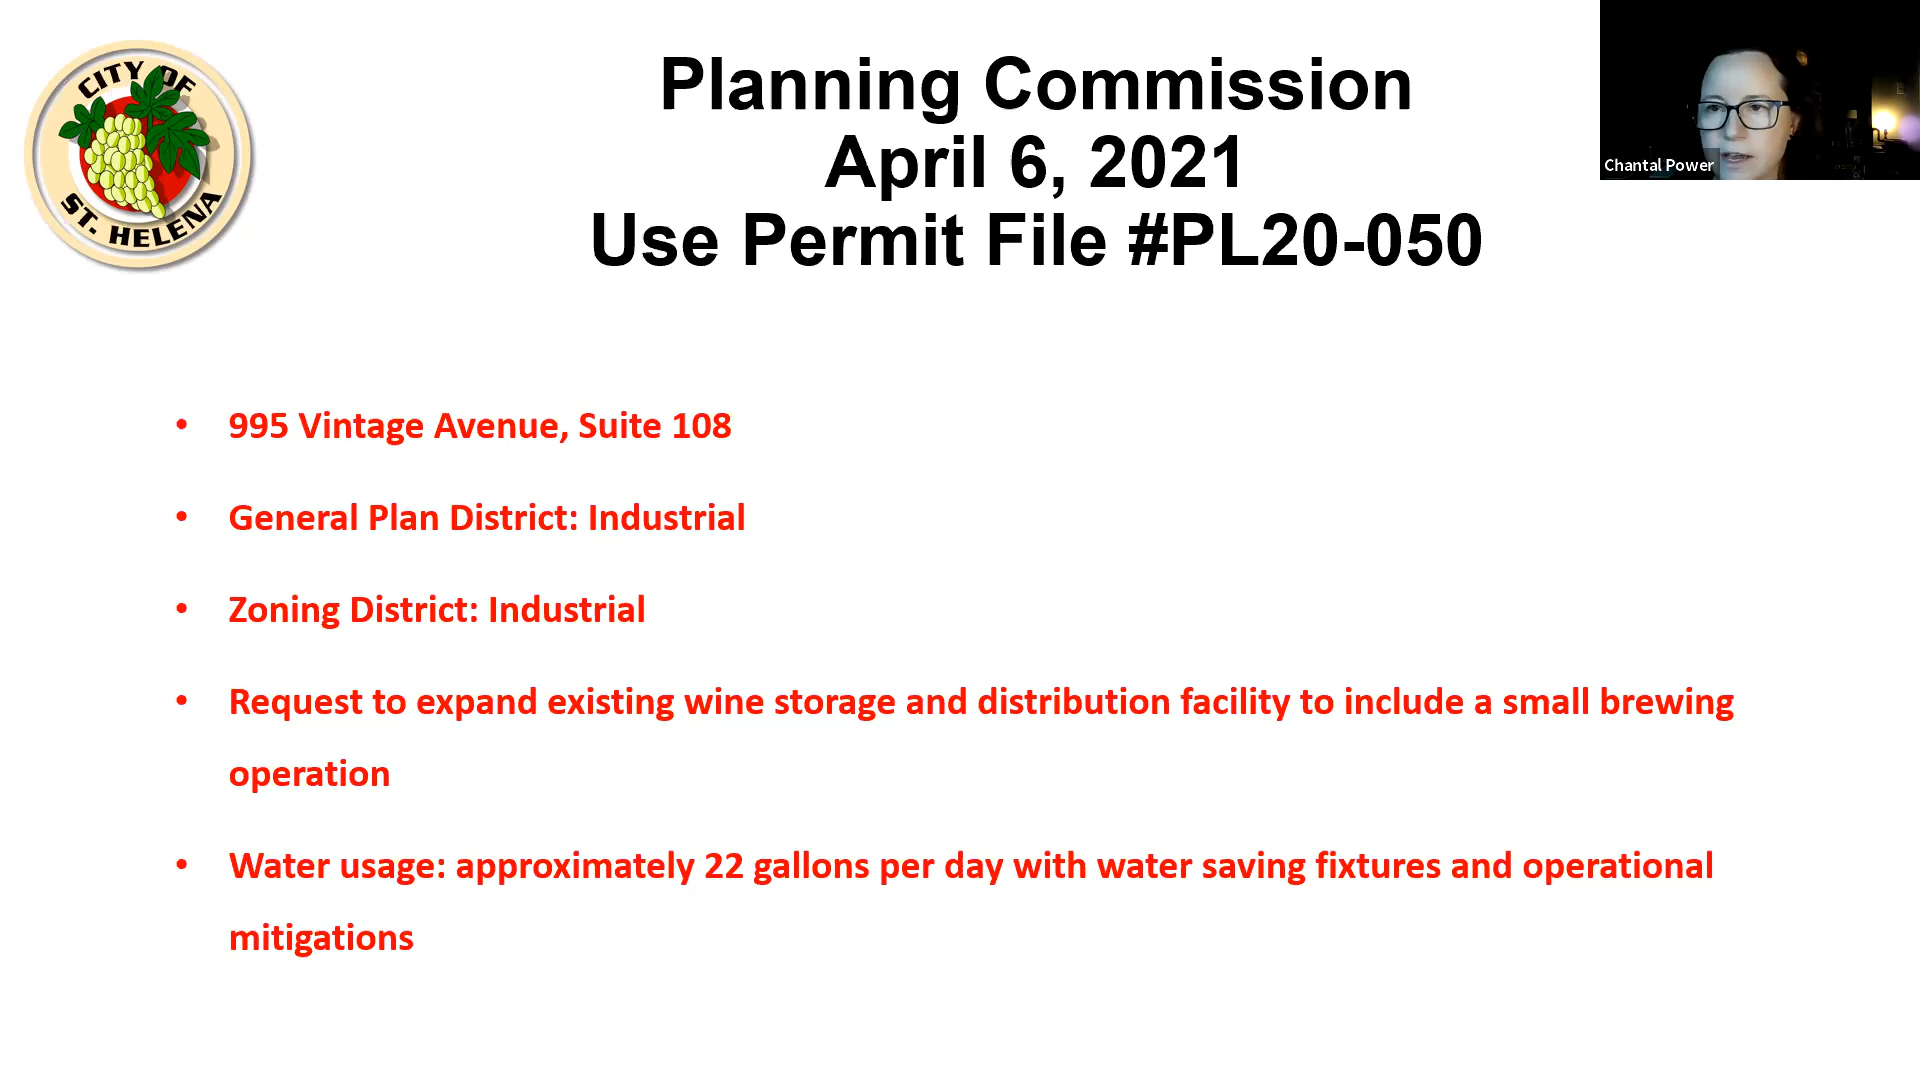 CITY OF
ST. HELENA
Planning Commission
April 6, 2021
Use Permit File #PL20-050
Chantal Power
• 995 Vintage Avenue, Suite 108
• General Plan District: Industrial
• Zoning District: Industrial
• Request to expand existing wine storage and distribution facility to include a small brewing
operation
• Water usage: approximately 22 gallons per day with water saving fixtures and operational
mitigations